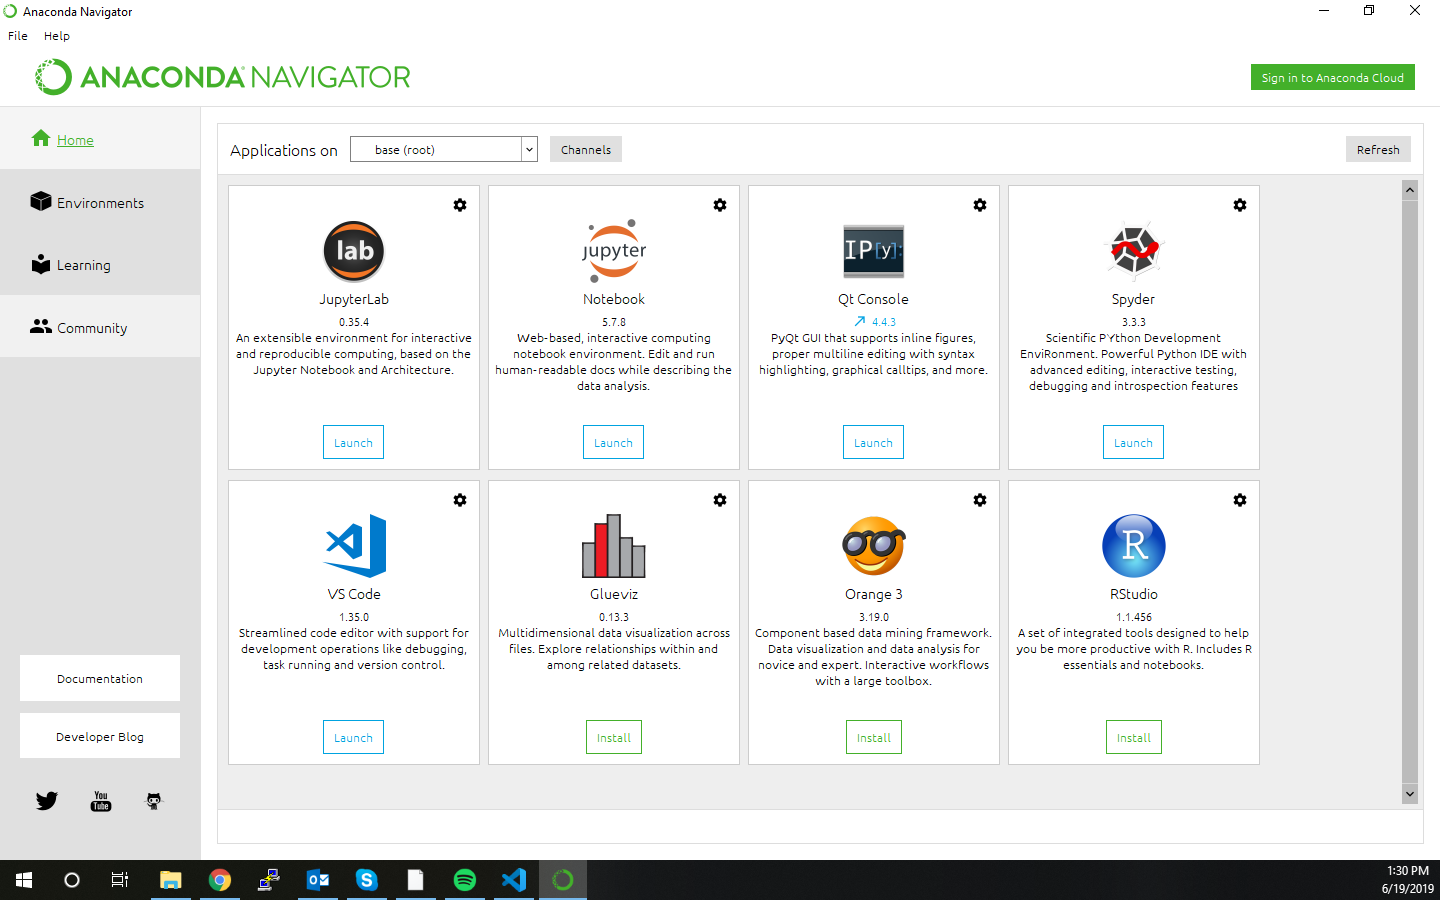 Anaconda Navigator
File Help
ANACONDA NAVIGATOR
Sign in to Anaconda Cloud
Home
Environments
Learning
Community
Documentation
Developer Blog
You
Tube
Applications on
base (root)
Channels
Refresh
lab
JupyterLab
0.35.4
An extensible environment for interactive
and reproducible computing, based on the
Jupyter Notebook and Architecture.
Launch
jupyter
Notebook
5.7.8
Web-based, interactive computing
notebook environment. Edit and run
human-readable docs while describing the
data analysis.
Launch
IP[y]:
Qt Console
4.4.3
PyQt GUI that supports inline figures,
proper multiline editing with syntax
highlighting, graphical calltips, and more.
Launch
Spyder
3.3.3
Scientific PYthon Development
EnviRonment. Powerful Python IDE with
advanced editing, interactive testing,
debugging and introspection features
Launch
VS Code
1.35.0
Streamlined code editor with support for
development operations like debugging,
task running and version control.
Launch
Glueviz
0.13.3
Multidimensional data visualization across
files. Explore relationships within and
among related datasets.
Install
Orange 3
3.19.0
Component based data mining framework.
Data visualization and data analysis for
novice and expert. Interactive workflows
with a large toolbox.
Install
R
RStudio
1.1.456
A set of integrated tools designed to help
you be more productive with R. Includes R
essentials and notebooks.
Install
1:30 PM
6/19/2019